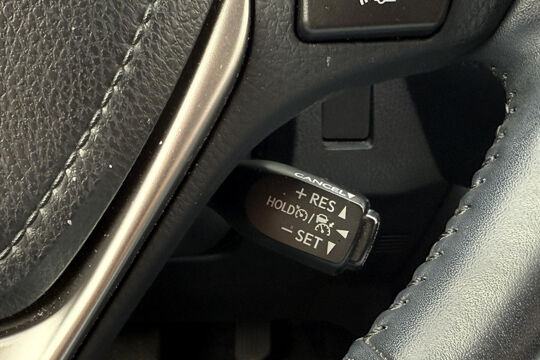 CANCEL
+ RES
HOLD /
– SET